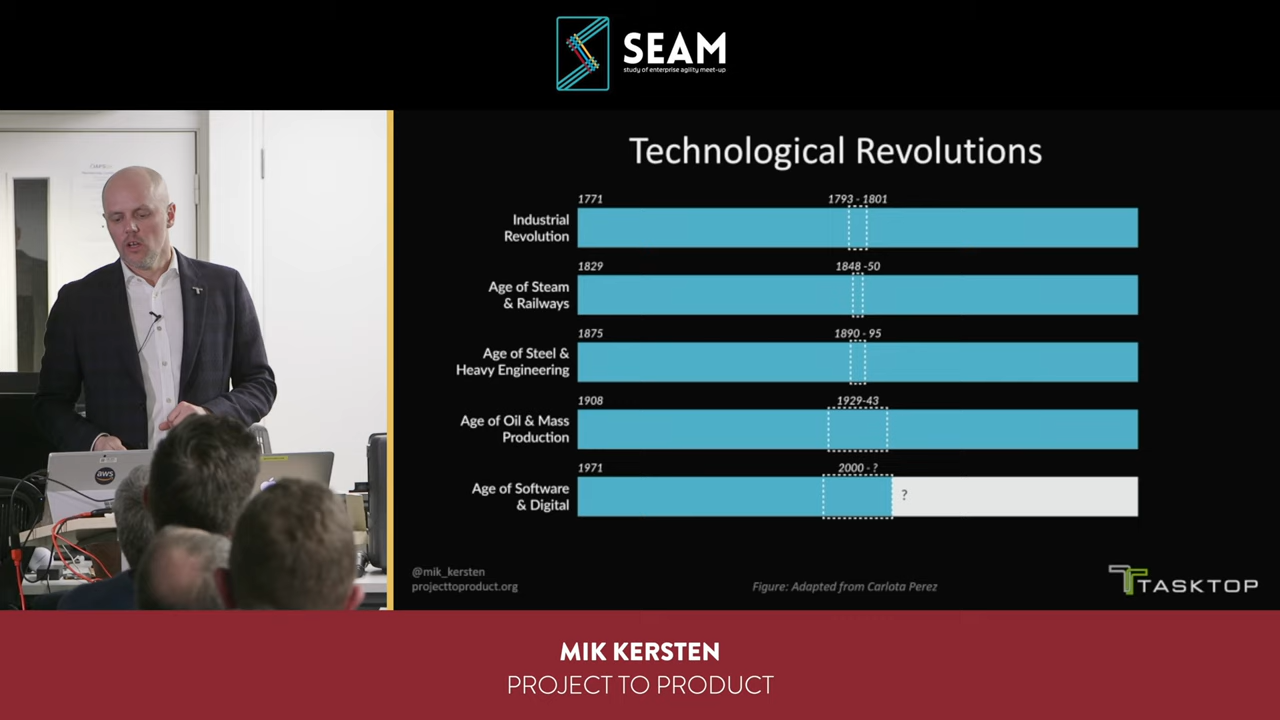 SEAM
study of enterprise agility meet-up
Technological Revolutions
1771
1793 - 1801
Industrial
Revolution
1829
1848 -50
Age of Steam
& Railways
1875
1890 - 95
Age of Steel &
Heavy Engineering
1908
1929-43
Age of Oil & Mass
Production
1971
2000 - ?
Age of Software
& Digital
?
@mik_kersten
projecttoproduct.org
Figure: Adapted from Carlota Perez
TASKTOP
aws
MIK KERSTEN
PROJECT TO PRODUCT